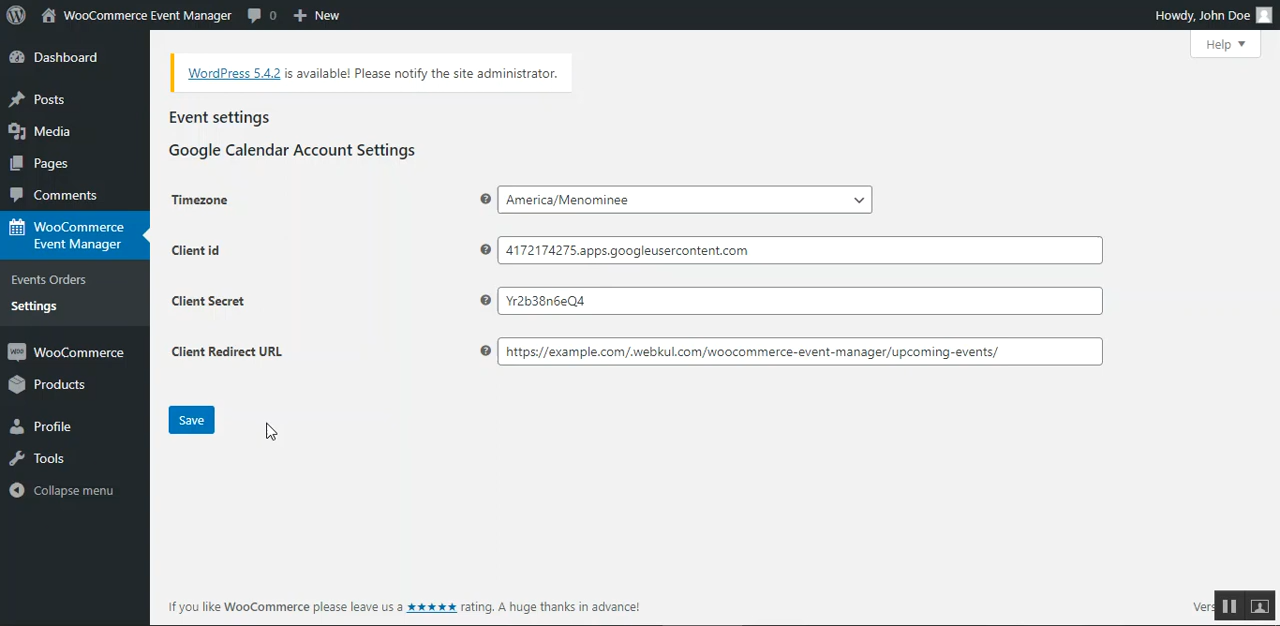 WooCommerce Event Manager 0 New Howdy, John Doe
Help
Dashboard
Posts
Media
Pages
Comments
WooCommerce
Event Manager
Events Orders
Settings
WooCommerce
Products
Profile
Tools
Collapse menu
WordPress 5.4.2 is available! Please notify the site administrator.
Event settings
Google Calendar Account Settings
Timezone America/Menominee
Client id 4172174275.apps.googleusercontent.com
Client Secret Yr2b38n6eQ4
Client Redirect URL https://example.com/.webkul.com/woocommerce-event-manager/upcoming-events/
Save
If you like WooCommerce please leave us a ★★★★★ rating. A huge thanks in advance!